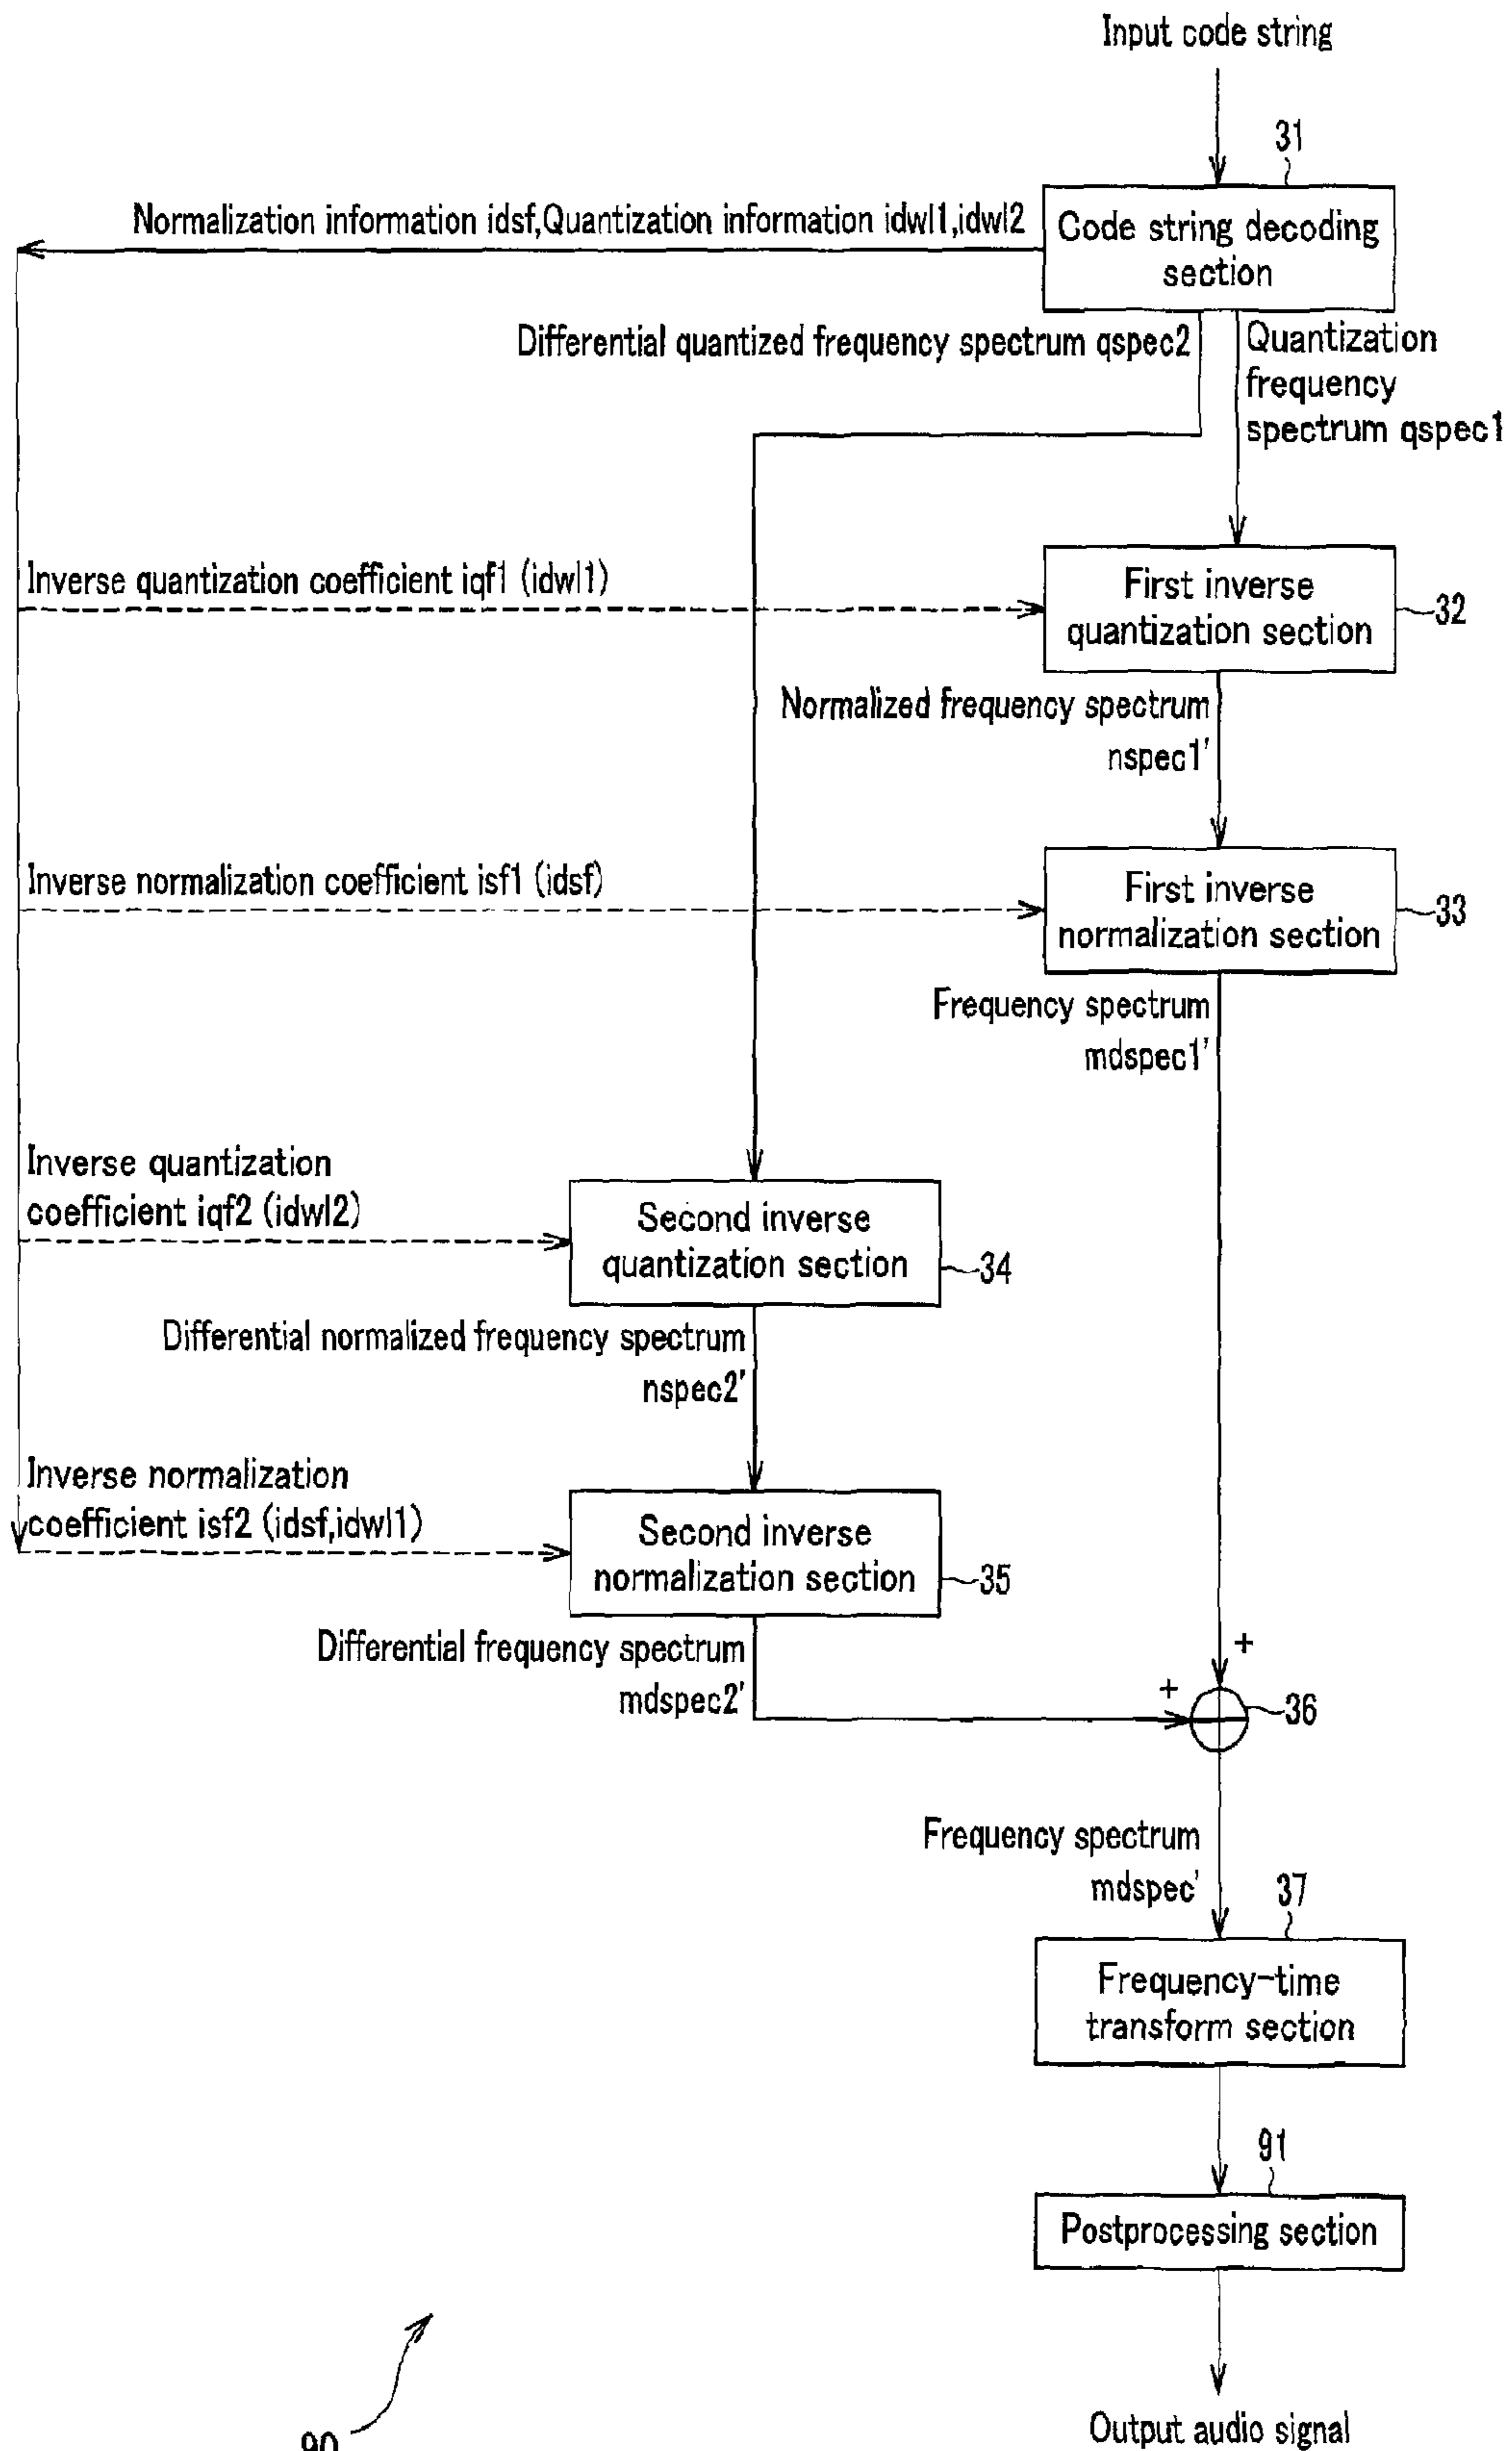 Input code string
31
Normalization information idsf,Quantization information idwl1,idwl2
Code string decoding
section
Differential quantized frequency spectrum qspec2
Quantization
frequency
spectrum qspec1
Inverse quantization coefficient iqf1 (idwl1)
First inverse
quantization section
32
Normalized frequency spectrum
nspec1'
Inverse normalization coefficient isf1 (idsf)
First inverse
normalization section
33
Frequency spectrum
mdspec1'
Inverse quantization
coefficient iqf2 (idwl2)
Second inverse
quantization section
34
Differential normalized frequency spectrum
nspec2'
Inverse normalization
coefficient isf2 (idsf,idwl1)
Second inverse
normalization section
35
Differential frequency spectrum
mdspec2'
+
+
36
Frequency spectrum
mdspec'
37
Frequency-time
transform section
91
Postprocessing section
90
Output audio signal